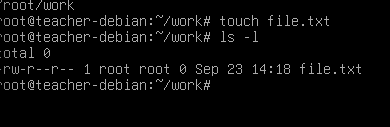 /root/work
root@teacher-debian:~/work# touch file.txt
root@teacher-debian:~/work# ls -l
total 0
-rw-r--r-- 1 root root 0 Sep 23 14:18 file.txt
root@teacher-debian:~/work#